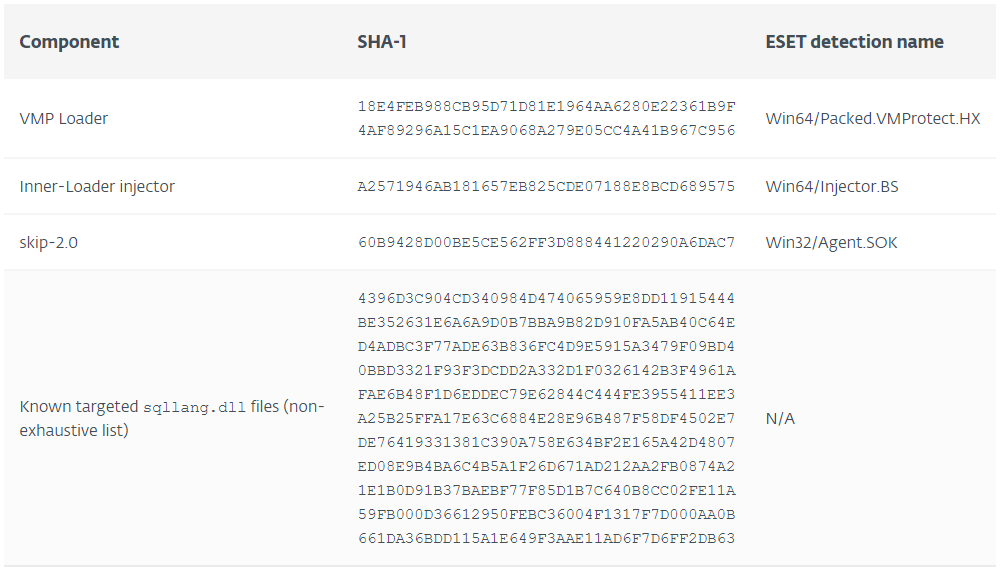 Component SHA-1 ESET detection name
VMP Loader
18E4FEB988CB95D71D81E1964AA6280E22361B9F
4AF89296A15C1EA9068A279E05CC4A41B967C956
Win64/Packed.VMProtect.HX
Inner-Loader injector A2571946AB181657EB825CDE07188E8BCD689575 Win64/Injector.BS
skip-2.0 60B9428D00BE5CE562FF3D888441220290A6DAC7 Win32/Agent.SOK
Known targeted sqllang.dll files (non-
exhaustive list)
4396D3C904CD340984D474065959E8DD11915444
BE352631E6A6A9D0B7BBA9B82D910FA5AB40C64E
D4ADBC3F77ADE63B836FC4D9E5915A3479F09BD4
0BBD3321F93F3DCDD2A332D1F0326142B3F4961A
FAE6B48F1D6EDDEC79E62844C444FE3955411EE3
A25B25FFA17E63C6884E28E96B487F58DF4502E7
DE76419331381C390A758E634BF2E165A42D4807
ED08E9B4BA6C4B5A1F26D671AD212AA2FB0874A2
1E1B0D91B37BAEBF77F85D1B7C640B8CC02FE11A
59FB000D36612950FEBC36004F1317F7D000AA0B
661DA36BDD115A1E649F3AAE11AD6F7D6FF2DB63
N/A